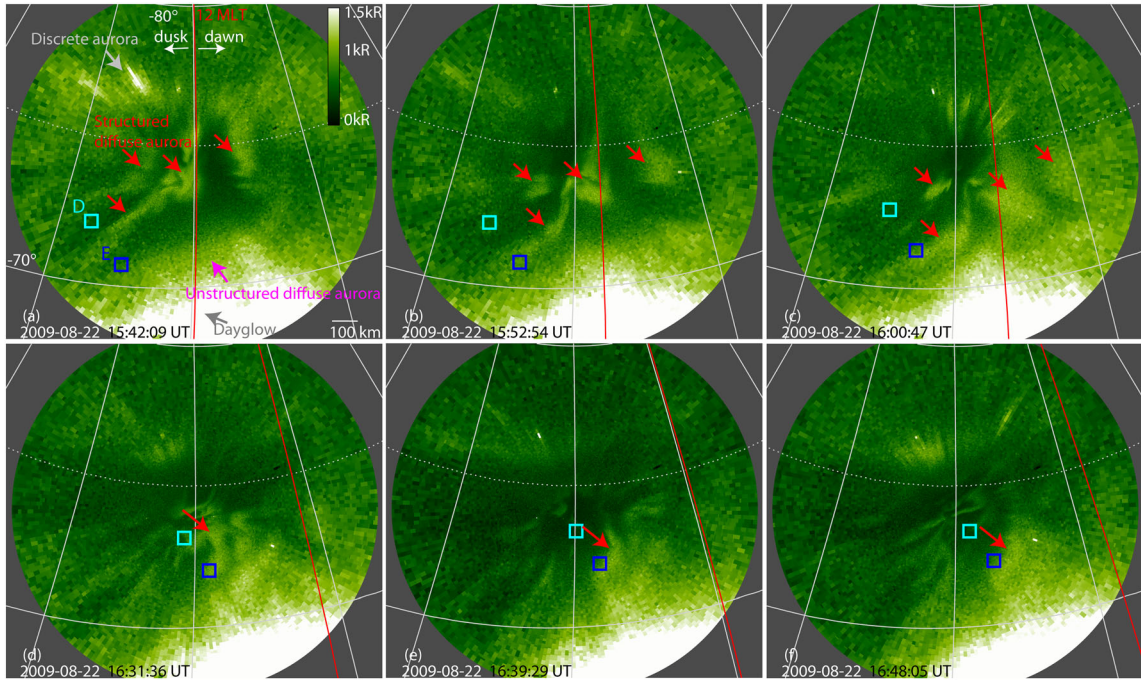 -80° 12 MLT
dusk dawn
1.5kR
1kR
0kR
Discrete aurora
Structured
diffuse aurora
D
E
-70°
Unstructured diffuse aurora
Dayglow
100 km
(a)
2009-08-22 15:42:09 UT
(b)
2009-08-22 15:52:54 UT
(c)
2009-08-22 16:00:47 UT
(d)
2009-08-22 16:31:36 UT
(e)
2009-08-22 16:39:29 UT
(f)
2009-08-22 16:48:05 UT